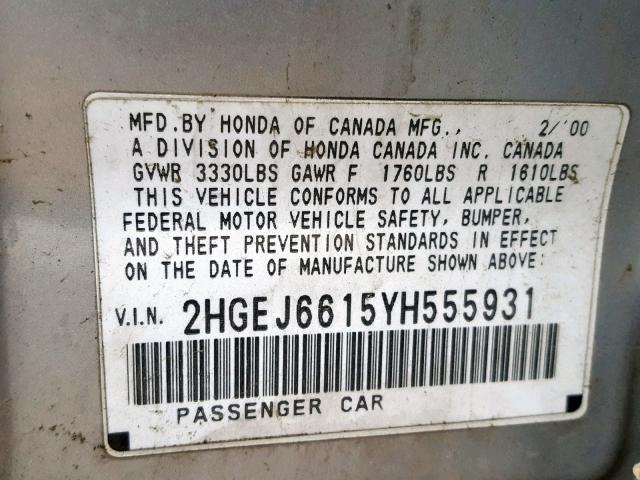 MFD.BY HONDA OF CANADA MFG., 2/'00
A DIVISION OF HONDA CANADA INC. CANADA
GVWR 3330LBS GAWR F 1760LBS R 1610LBS
THIS VEHICLE CONFORMS TO ALL APPLICABLE
FEDERAL MOTOR VEHICLE SAFETY, BUMPER,
AND THEFT PREVENTION STANDARDS IN EFFECT
ON THE DATE OF MANUFACTURE SHOWN ABOVE:
V.I.N. 2HGEJ6615YH555931
PASSENGER CAR